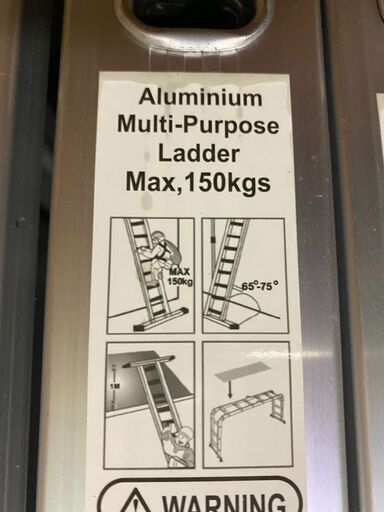 Aluminium
Multi-Purpose
Ladder
Max,150kgs
MAX
150kg
65°-75°
1M
WARNING